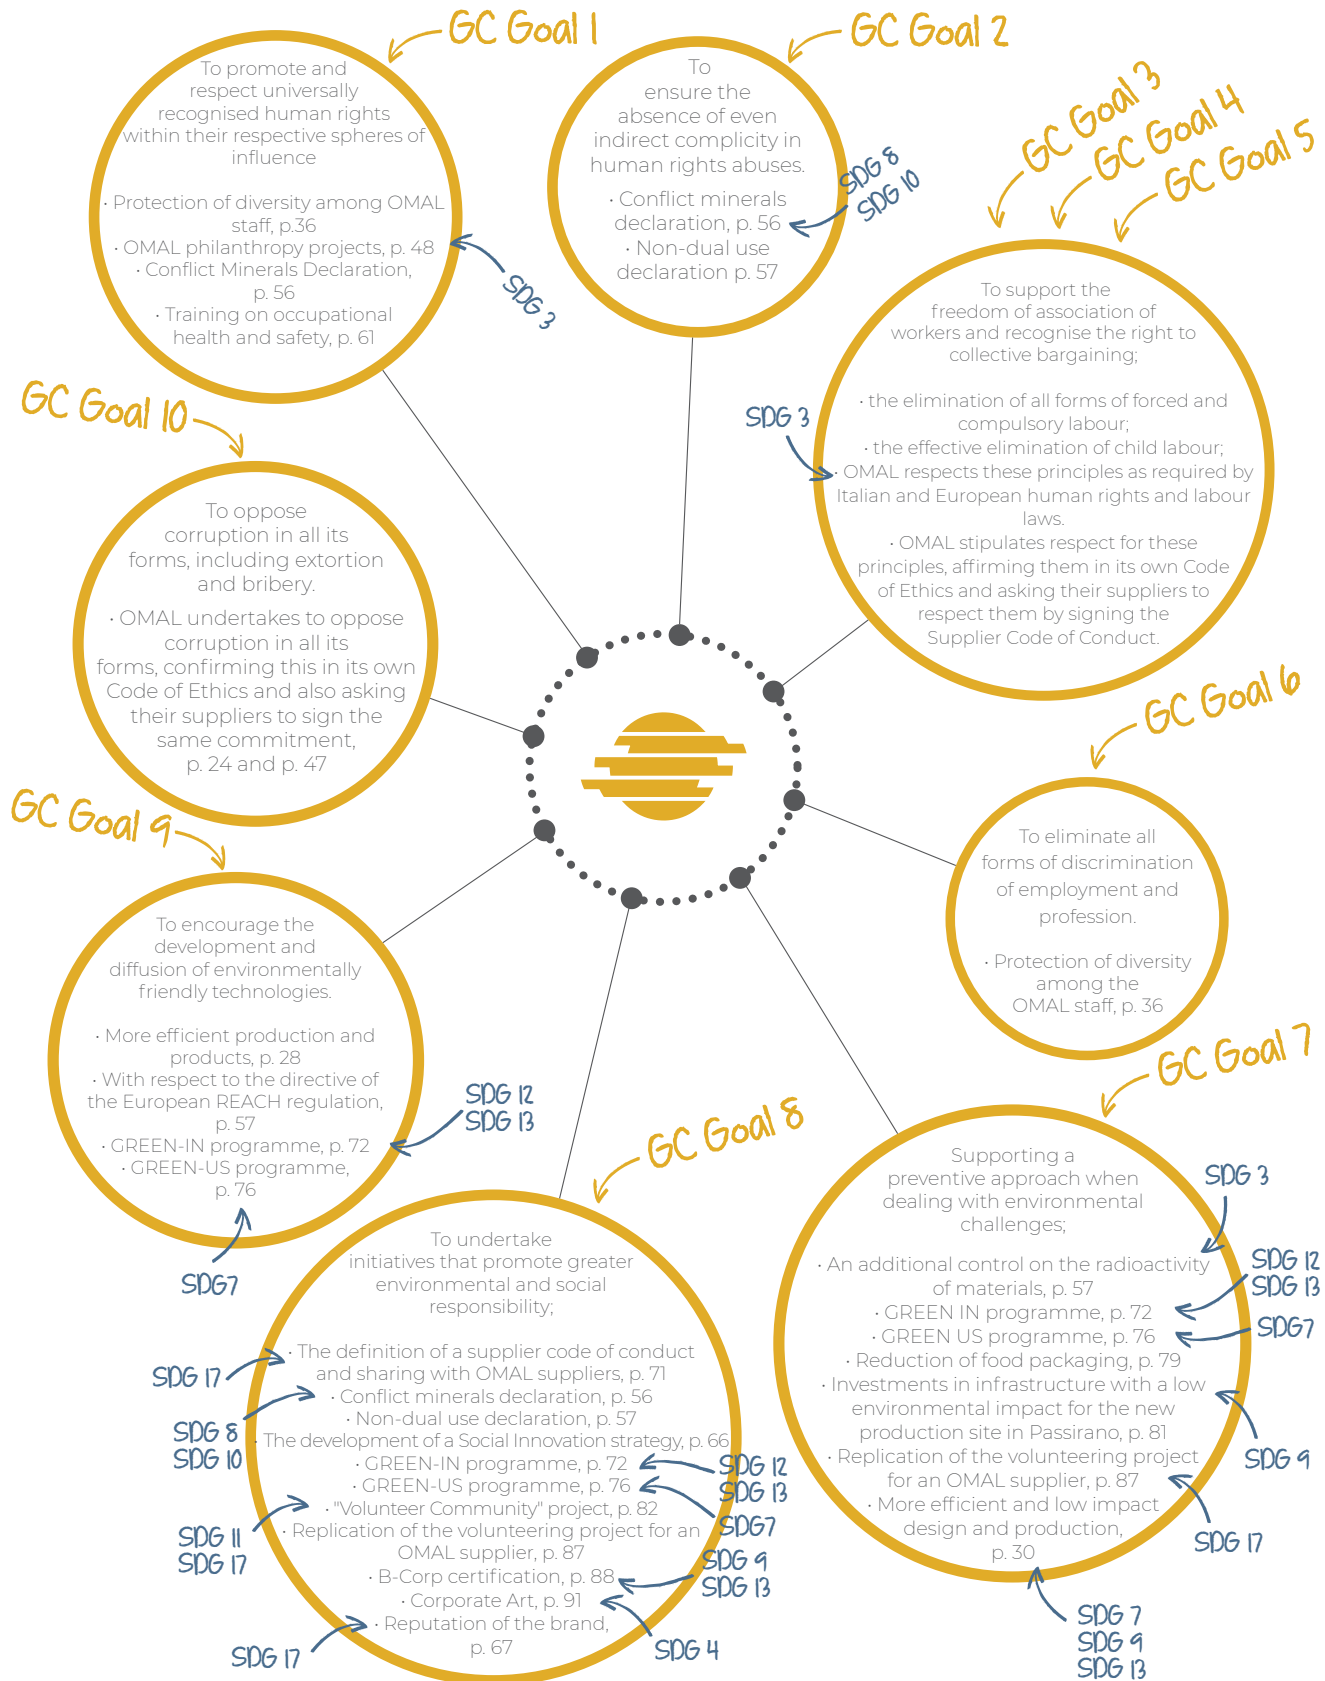 GC Goal 1
To promote and
respect universally
recognised human rights
within their respective spheres of
influence
· Protection of diversity among OMAL
staff, p.36
· OMAL philanthropy projects, p. 48
· Conflict Minerals Declaration,
p. 56
· Training on occupational
health and safety, p. 61
SDG 3
GC Goal 2
To
ensure the
absence of even
indirect complicity in
human rights abuses.
· Conflict minerals
declaration, p. 56
· Non-dual use
declaration p. 57
SDG 8
SDG 10
GC Goal 3
GC Goal 4
GC Goal 5
To support the
freedom of association of
workers and recognise the right to
collective bargaining;
· the elimination of all forms of forced and
compulsory labour;
· the effective elimination of child labour;
· OMAL respects these principles as required by
Italian and European human rights and labour
laws.
· OMAL stipulates respect for these
principles, affirming them in its own Code
of Ethics and asking their suppliers to
respect them by signing the
Supplier Code of Conduct.
SDG 3
GC Goal 10
To oppose
corruption in all its
forms, including extortion
and bribery.
· OMAL undertakes to oppose
corruption in all its
forms, confirming this in its own
Code of Ethics and also asking
their suppliers to sign the
same commitment,
p. 24 and p. 47
GC Goal 6
To eliminate all
forms of discrimination
of employment and
profession.
· Protection of diversity
among the
OMAL staff, p. 36
GC Goal 9
To encourage the
development and
diffusion of environmentally
friendly technologies.
· More efficient production and
products, p. 28
· With respect to the directive of
the European REACH regulation,
p. 57
· GREEN-IN programme, p. 72
· GREEN-US programme,
p. 76
SDG 12
SDG 13
SDG7
GC Goal 8
To undertake
initiatives that promote greater
environmental and social
responsibility;
· The definition of a supplier code of conduct
and sharing with OMAL suppliers, p. 71
· Conflict minerals declaration, p. 56
· Non-dual use declaration, p. 57
· The development of a Social Innovation strategy, p. 66
· GREEN-IN programme, p. 72
· GREEN-US programme, p. 76
· "Volunteer Community" project, p. 82
· Replication of the volunteering project for an
OMAL supplier, p. 87
· B-Corp certification, p. 88
· Corporate Art, p. 91
· Reputation of the brand,
p. 67
SDG 17
SDG 8
SDG 10
SDG 11
SDG 17
SDG 17
SDG 12
SDG 13
SDG7
SDG 9
SDG 13
SDG 4
GC Goal 7
Supporting a
preventive approach when
dealing with environmental
challenges;
· An additional control on the radioactivity
of materials, p. 57
· GREEN IN programme, p. 72
· GREEN US programme, p. 76
· Reduction of food packaging, p. 79
· Investments in infrastructure with a low
environmental impact for the new
production site in Passirano, p. 81
· Replication of the volunteering project
for an OMAL supplier, p. 87
· More efficient and low impact
design and production,
p. 30
SDG 3
SDG 12
SDG 13
SDG7
SDG 9
SDG 17
SDG 7
SDG 9
SDG 13